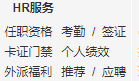 HR服务
任职资格 考勤 / 签证
卡证门禁 个人绩效
外派福利 推荐 / 应聘